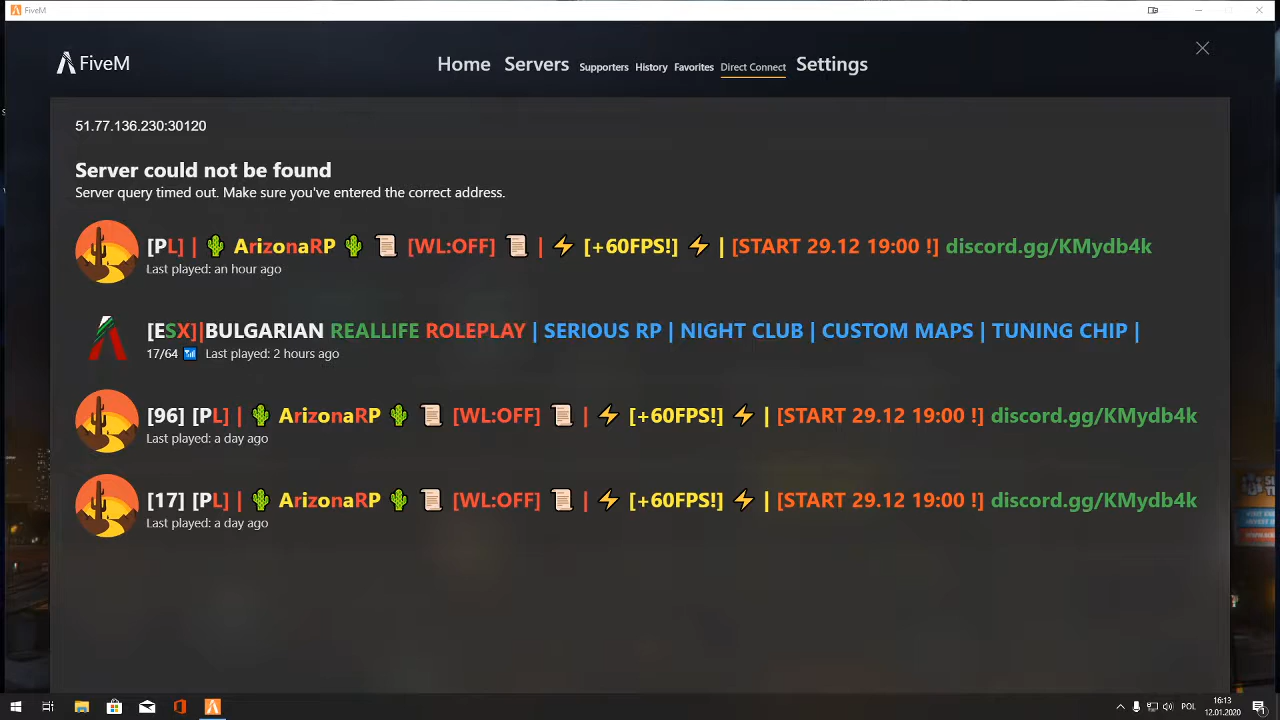 FiveM
FiveM
Home Servers Supporters History Favorites Direct Connect Settings
51.77.136.230:30120
Server could not be found
Server query timed out. Make sure you've entered the correct address.
[PL] | 🌵 ArizonaRP 🌵 📜 [WL:OFF] 📜 | ⚡ [+60FPS!] ⚡ | [START 29.12 19:00 !] discord.gg/KMydb4k
Last played: an hour ago
[ESX]|BULGARIAN REALLIFE ROLEPLAY | SERIOUS RP | NIGHT CLUB | CUSTOM MAPS | TUNING CHIP |
17/64 📶 Last played: 2 hours ago
[96] [PL] | 🌵 ArizonaRP 🌵 📜 [WL:OFF] 📜 | ⚡ [+60FPS!] ⚡ | [START 29.12 19:00 !] discord.gg/KMydb4k
Last played: a day ago
[17] [PL] | 🌵 ArizonaRP 🌵 📜 [WL:OFF] 📜 | ⚡ [+60FPS!] ⚡ | [START 29.12 19:00 !] discord.gg/KMydb4k
Last played: a day ago
POL
16:13
12.01.2020